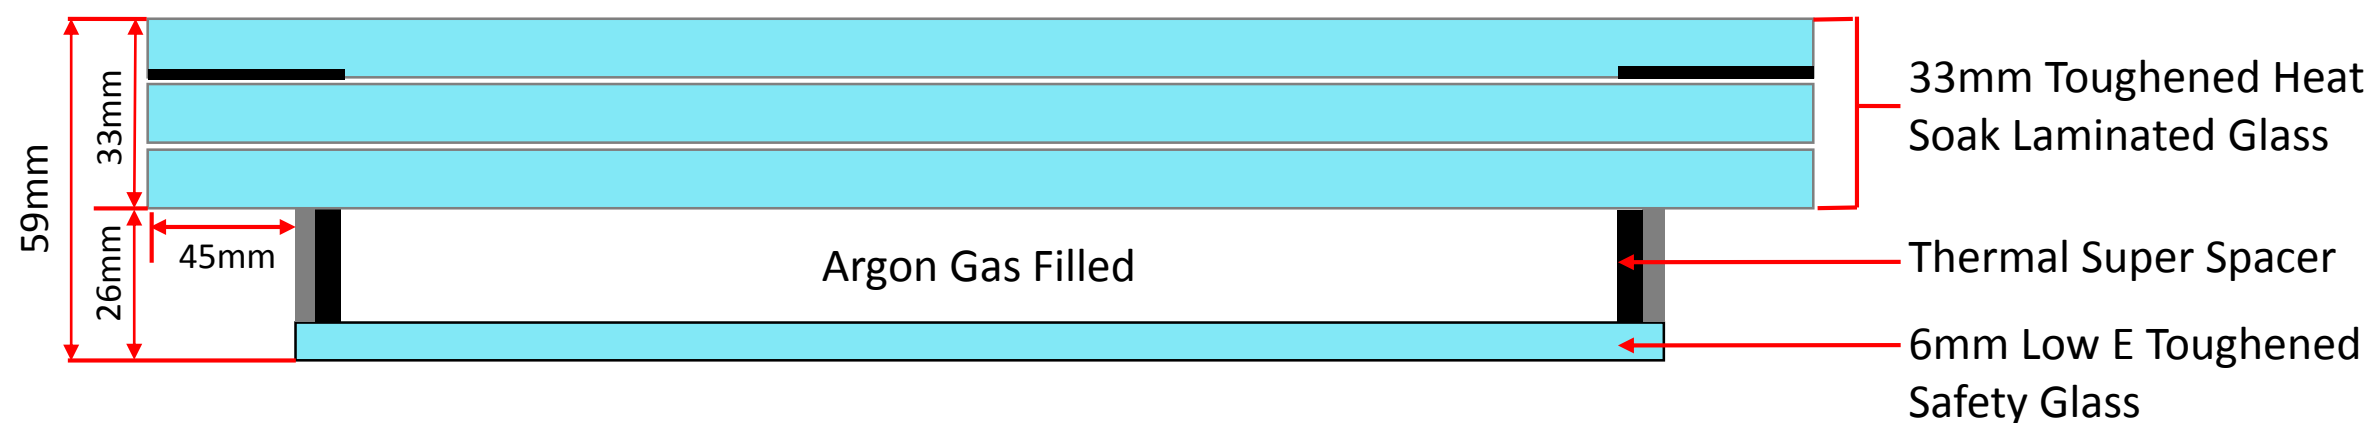 59mm
33mm
26mm
45mm
Argon Gas Filled
33mm Toughened Heat
Soak Laminated Glass
Thermal Super Spacer
6mm Low E Toughened
Safety Glass